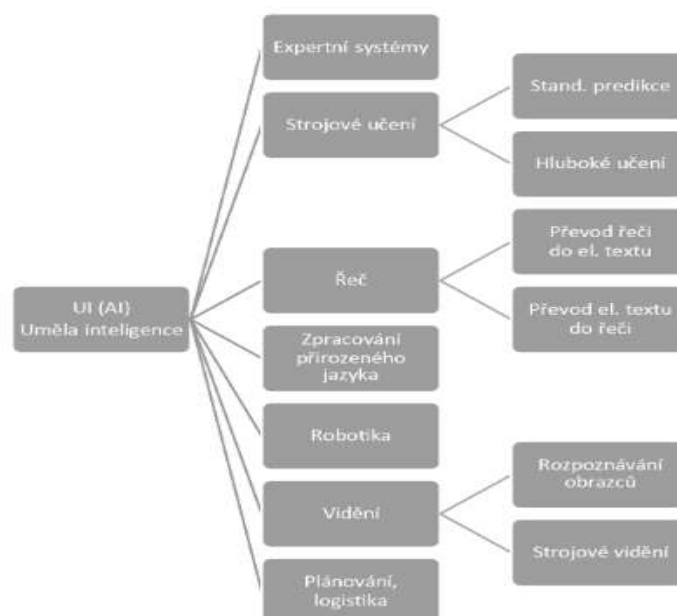 Expertní systémy
Stand. predikce
Strojové učení
Hluboké učení
Převod řeči
do el. textu
Řeč
UI (AI)
Uměla inteligence
Převod el. textu
do řeči
Zpracování
přirozeného
jazyka
Robotika
Rozpoznávání
obrazců
Vidění
Strojové vidění
Plánování,
logistika